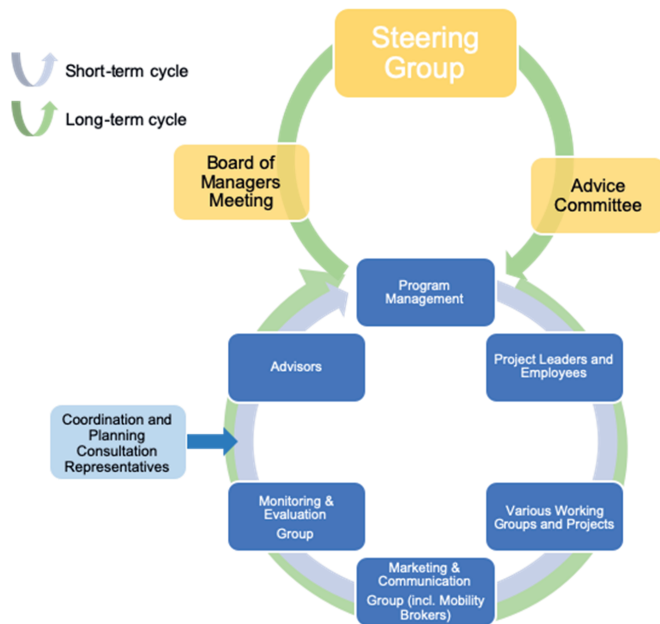 Steering
Group
Short-term cycle
Long-term cycle
Board of
Managers
Meeting
Advice
Committee
Program
Management
Advisors
Project Leaders and
Employees
Coordination and
Planning
Consultation
Representatives
Monitoring &
Evaluation
Group
Various Working
Groups and Projects
Marketing &
Communication
Group (incl. Mobility
Brokers)